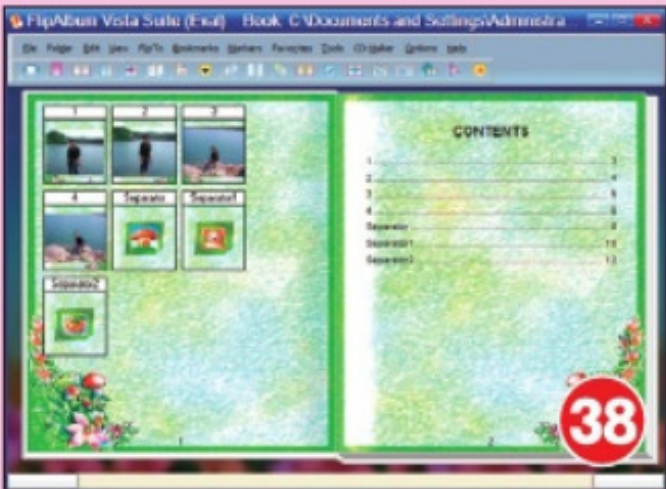 FlipAlbum Vista Suite (Eval) Book C:\Documents and Settings\Administra
File Folder Edit View FlipTo Bookmarks Markers Favorites Tools CD-Maker Options Help
1 2 3
4 Separator Separator1
Separator2
1
CONTENTS
1 3
2 4
3 5
4 6
Separator
Separator1 10
Separator2 12
2
38